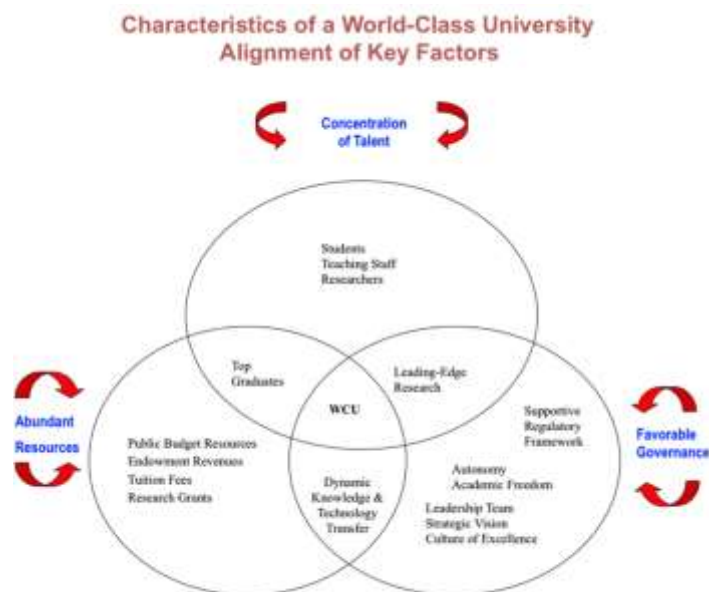 Characteristics of a World-Class University
Alignment of Key Factors
Concentration
of Talent
Students
Teaching Staff
Researchers
Top
Graduates
Leading-Edge
Research
WCU
Abundant
Resources
Public Budget Resources
Endowment Revenues
Tuition Fees
Research Grants
Dynamic
Knowledge &
Technology
Transfer
Supportive
Regulatory
Framework
Autonomy
Academic Freedom
Leadership Team
Strategic Vision
Culture of Excellence
Favorable
Governance